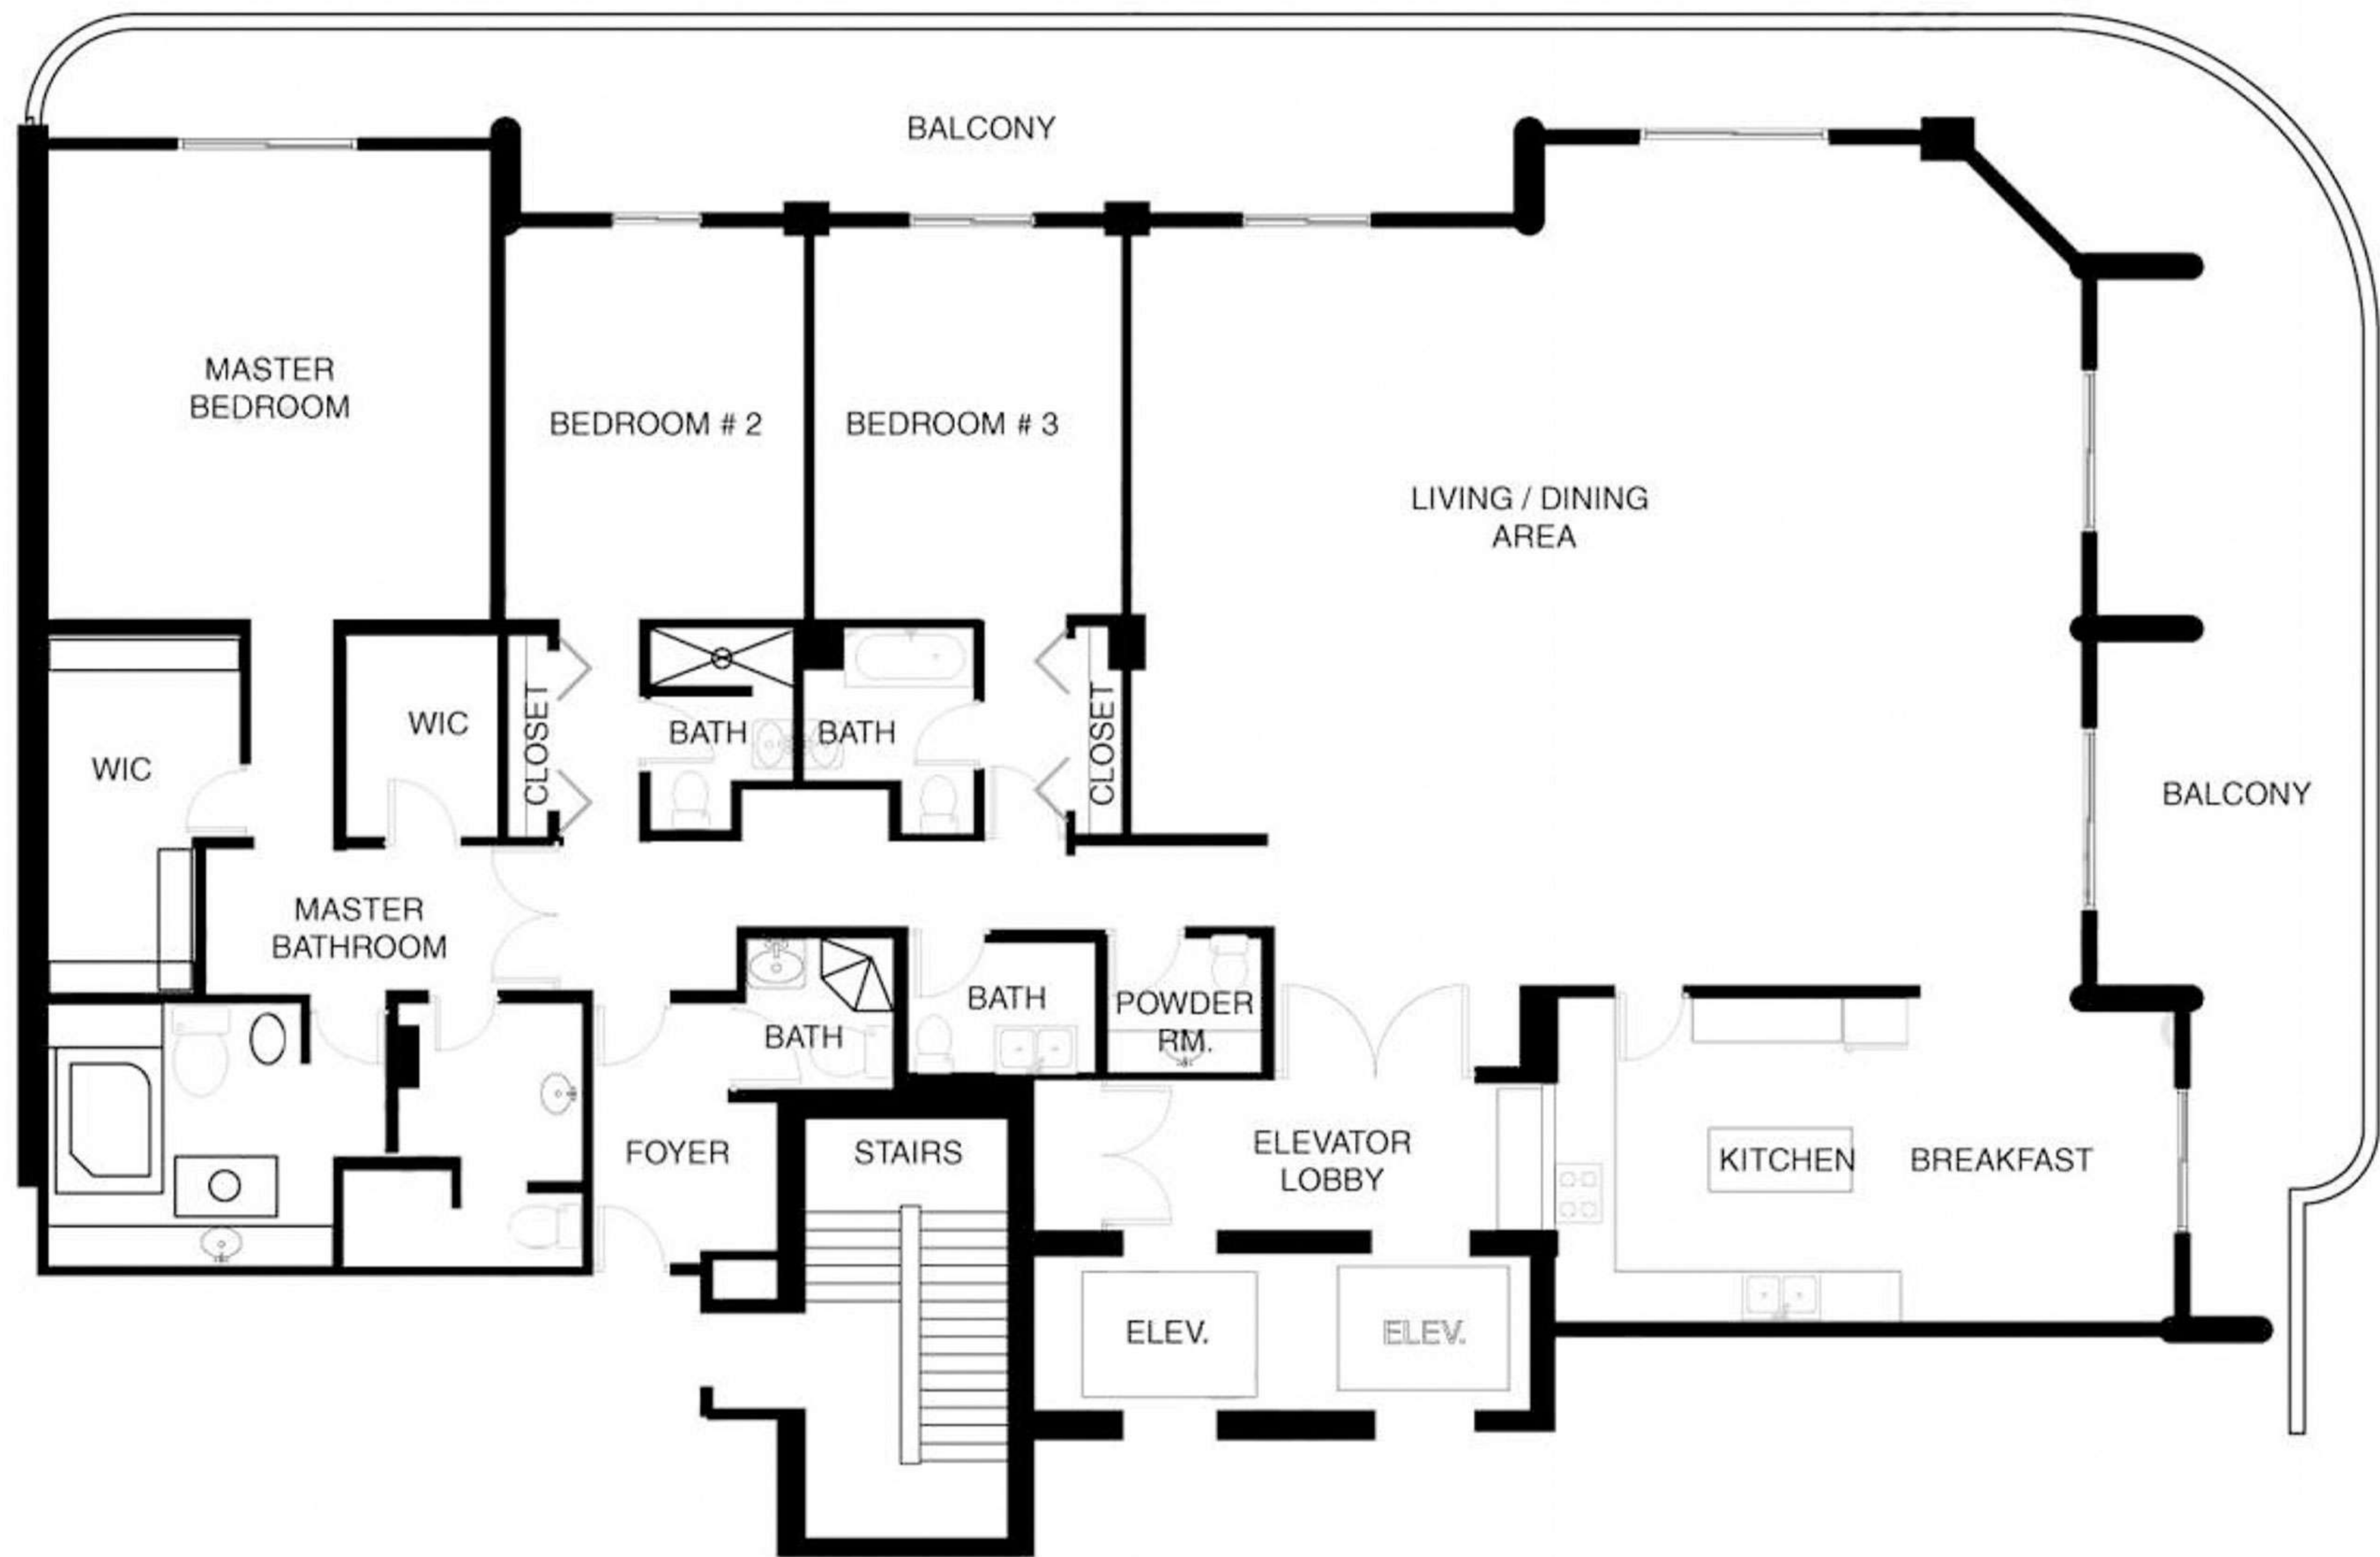 BALCONY
MASTER
BEDROOM
BEDROOM # 2
BEDROOM # 3
LIVING / DINING
AREA
WIC
WIC
CLOSET
BATH
BATH
CLOSET
BALCONY
MASTER
BATHROOM
BATH
BATH
POWDER
RM.
FOYER
STAIRS
ELEVATOR
LOBBY
KITCHEN
BREAKFAST
ELEV.
ELEV.